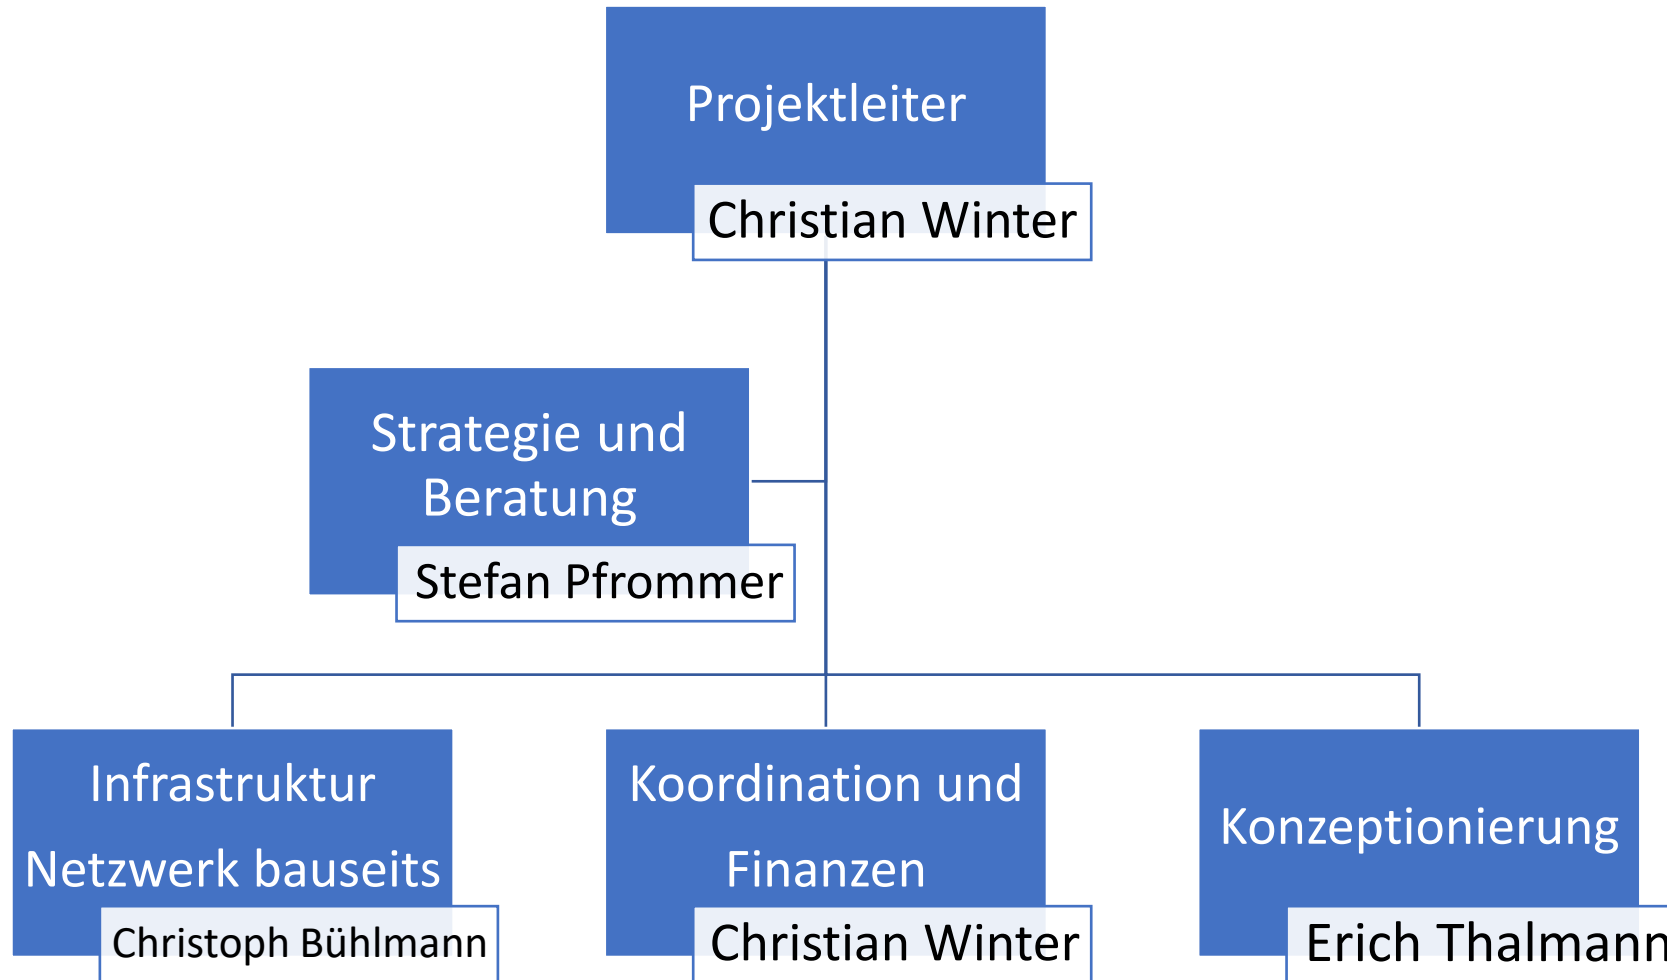 Projektleiter
Christian Winter
Strategie und
Beratung
Stefan Pfrommer
Infrastruktur
Netzwerk bauseits
Christoph Bühlmann
Koordination und
Finanzen
Christian Winter
Konzeptionierung
Erich Thalmann